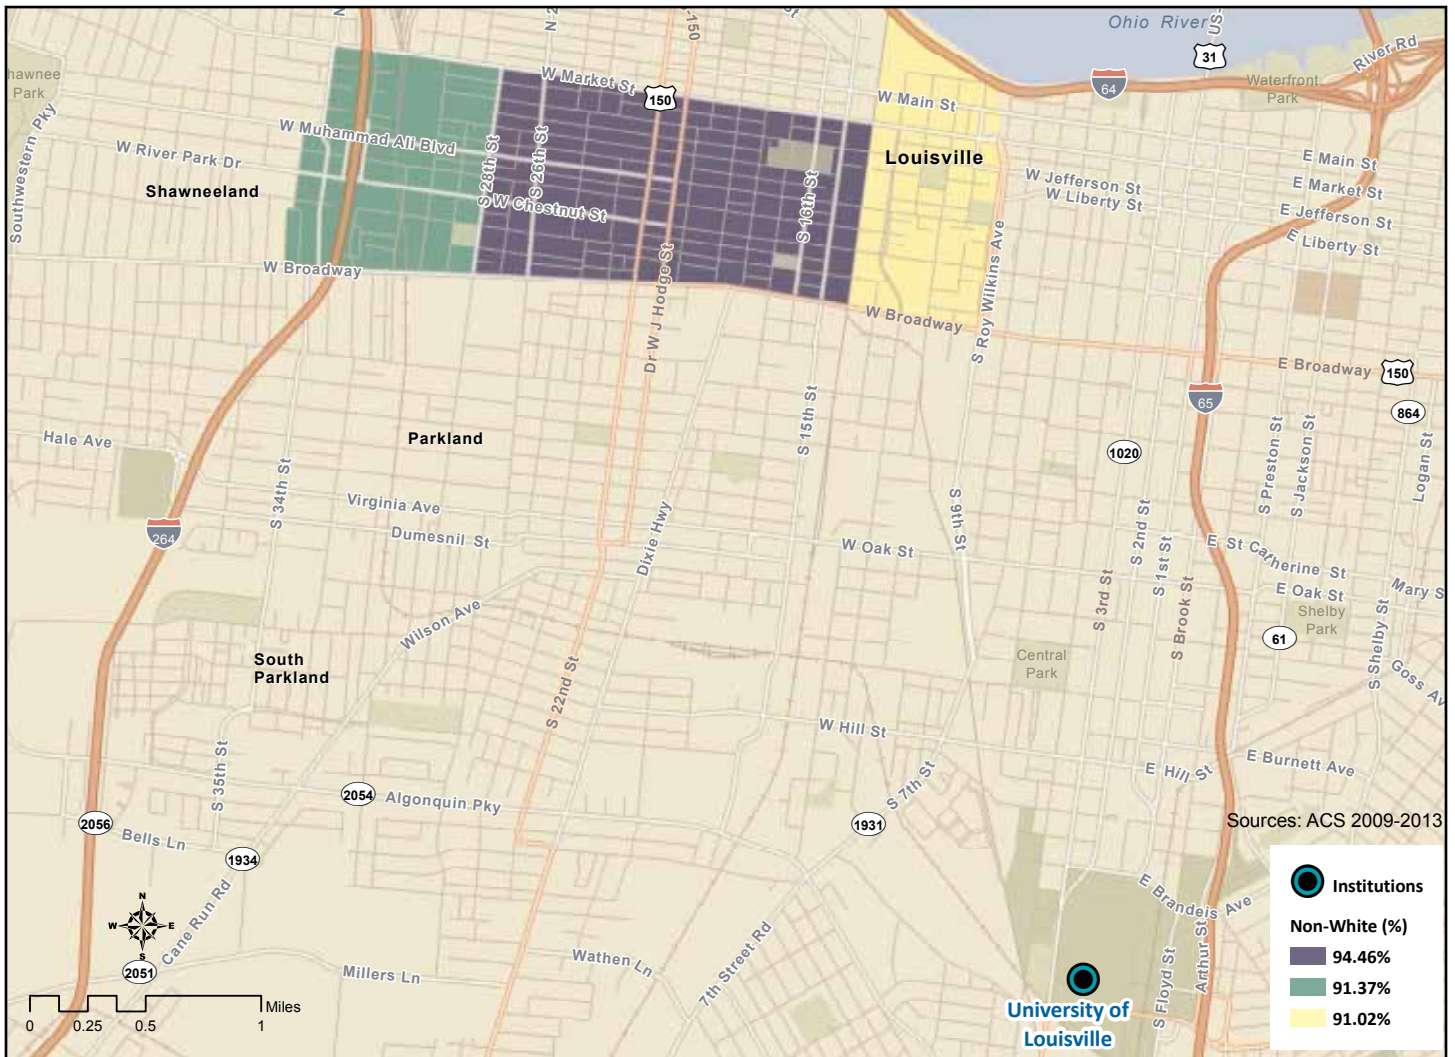 Ohio River
US-
31
N
N 2
-150
St
River Rd
hawnee
Park
W Market St
150
64
Waterfront
Park
W Main St
W Muhammad Ali Blvd
Southwestern Pky
W River Park Dr
Shawneeland
S 28th St
S 26th St
W Chestnut St
S 16th St
Louisville
W Jefferson St
W Liberty St
E Main St
E Market St
E Jefferson St
E Liberty St
W Broadway
Dr W J Hodge St
W Broadway
S Roy Wilkins Ave
E Broadway
150
65
864
Hale Ave
Parkland
S 15th St
1020
S Preston St
S Jackson St
Logan St
S 34th St
Virginia Ave
Dumesnil St
264
Dixie Hwy
W Oak St
S 9th St
S 2nd St
S 1st St
S 3rd St
S Brook St
E St Catherine St
E Oak St
Mary S
Shelby
Park
61
S Shelby St
Goss Av
Wilson Ave
South
Parkland
Central
Park
S 22nd St
W Hill St
E Hill St
E Burnett Ave
S 35th St
2054
Algonquin Pky
S 7th St
1931
2056
Bells Ln
1934
Sources: ACS 2009-2013
Cane Run Rd
N
W
E
S
2051
Millers Ln
Wathen Ln
7th Street Rd
E Brandeis Ave
S Floyd St
Arthur St
University of
Louisville
Institutions
Non-White (%)
94.46%
91.37%
91.02%
Miles
0 0.25 0.5 1